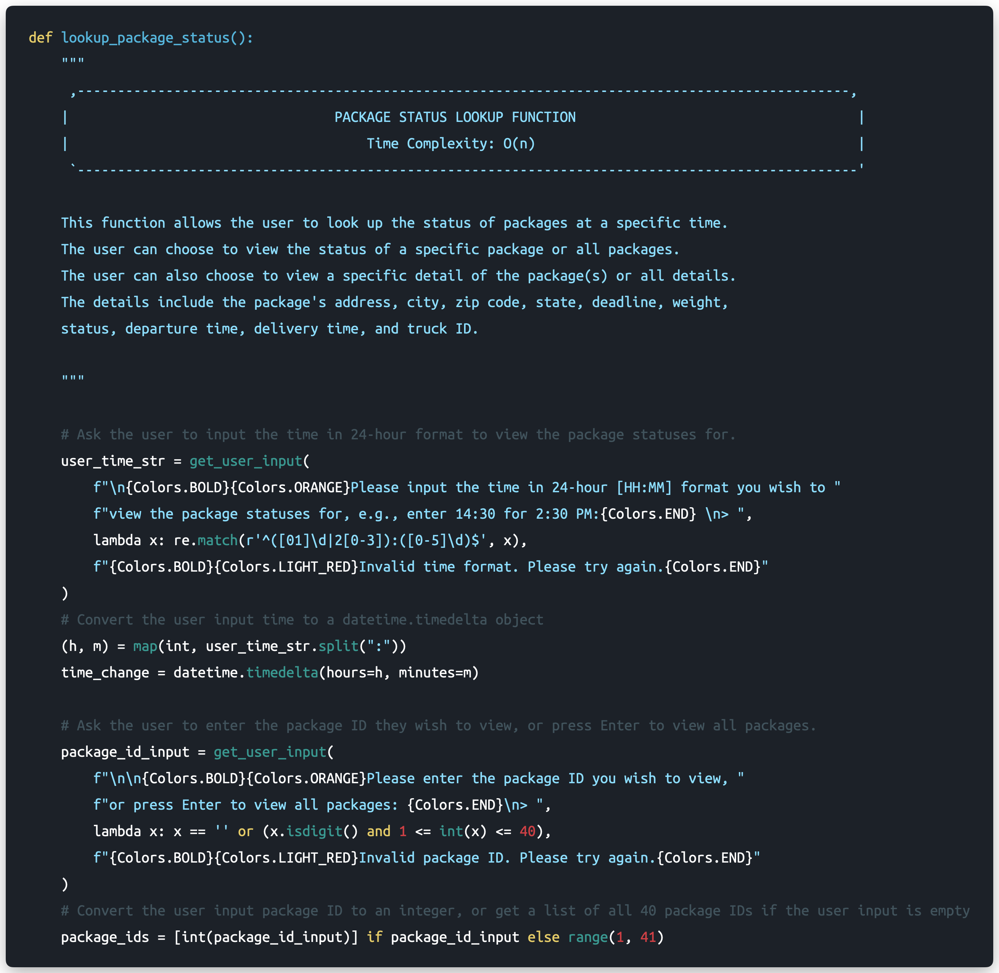 def lookup_package_status():
    """
     ,------------------------------------------------------------------------------------------------,
    |                                 PACKAGE STATUS LOOKUP FUNCTION                                   |
    |                                     Time Complexity: O(n)                                        |
     `-------------------------------------------------------------------------------------------------'

    This function allows the user to look up the status of packages at a specific time.
    The user can choose to view the status of a specific package or all packages.
    The user can also choose to view a specific detail of the package(s) or all details.
    The details include the package's address, city, zip code, state, deadline, weight,
    status, departure time, delivery time, and truck ID.

    """

    # Ask the user to input the time in 24-hour format to view the package statuses for.
    user_time_str = get_user_input(
        f"\n{Colors.BOLD}{Colors.ORANGE}Please input the time in 24-hour [HH:MM] format you wish to "
        f"view the package statuses for, e.g., enter 14:30 for 2:30 PM:{Colors.END} \n> ",
        lambda x: re.match(r'^([01]\d|2[0-3]):([0-5]\d)$', x),
        f"{Colors.BOLD}{Colors.LIGHT_RED}Invalid time format. Please try again.{Colors.END}"
    )
    # Convert the user input time to a datetime.timedelta object
    (h, m) = map(int, user_time_str.split(":"))
    time_change = datetime.timedelta(hours=h, minutes=m)

    # Ask the user to enter the package ID they wish to view, or press Enter to view all packages.
    package_id_input = get_user_input(
        f"\n\n{Colors.BOLD}{Colors.ORANGE}Please enter the package ID you wish to view, "
        f"or press Enter to view all packages: {Colors.END}\n> ",
        lambda x: x == '' or (x.isdigit() and 1 <= int(x) <= 40),
        f"{Colors.BOLD}{Colors.LIGHT_RED}Invalid package ID. Please try again.{Colors.END}"
    )
    # Convert the user input package ID to an integer, or get a list of all 40 package IDs if the user input is empty
    package_ids = [int(package_id_input)] if package_id_input else range(1, 41)